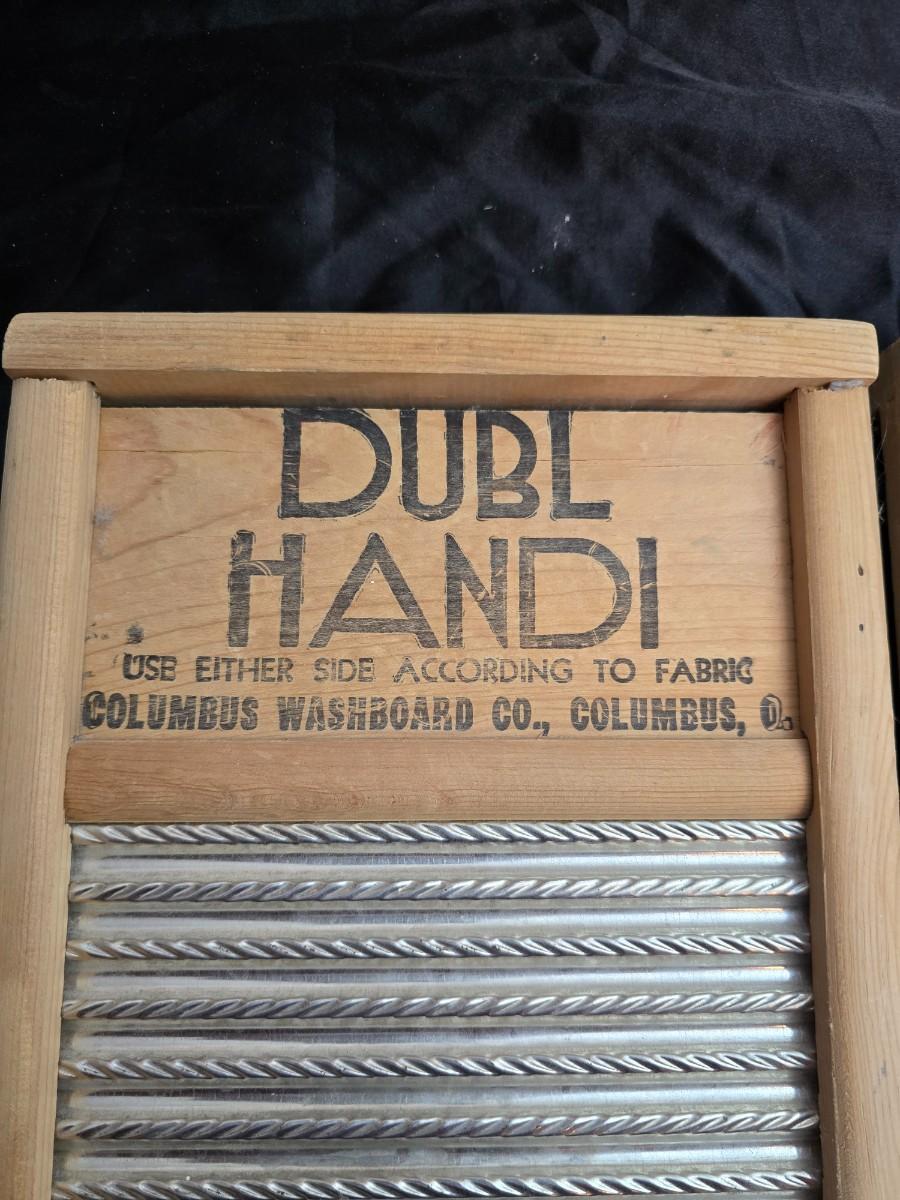 DUBL
HANDI
USE EITHER SIDE ACCORDING TO FABRIC
COLUMBUS WASHBOARD CO., COLUMBUS, O.